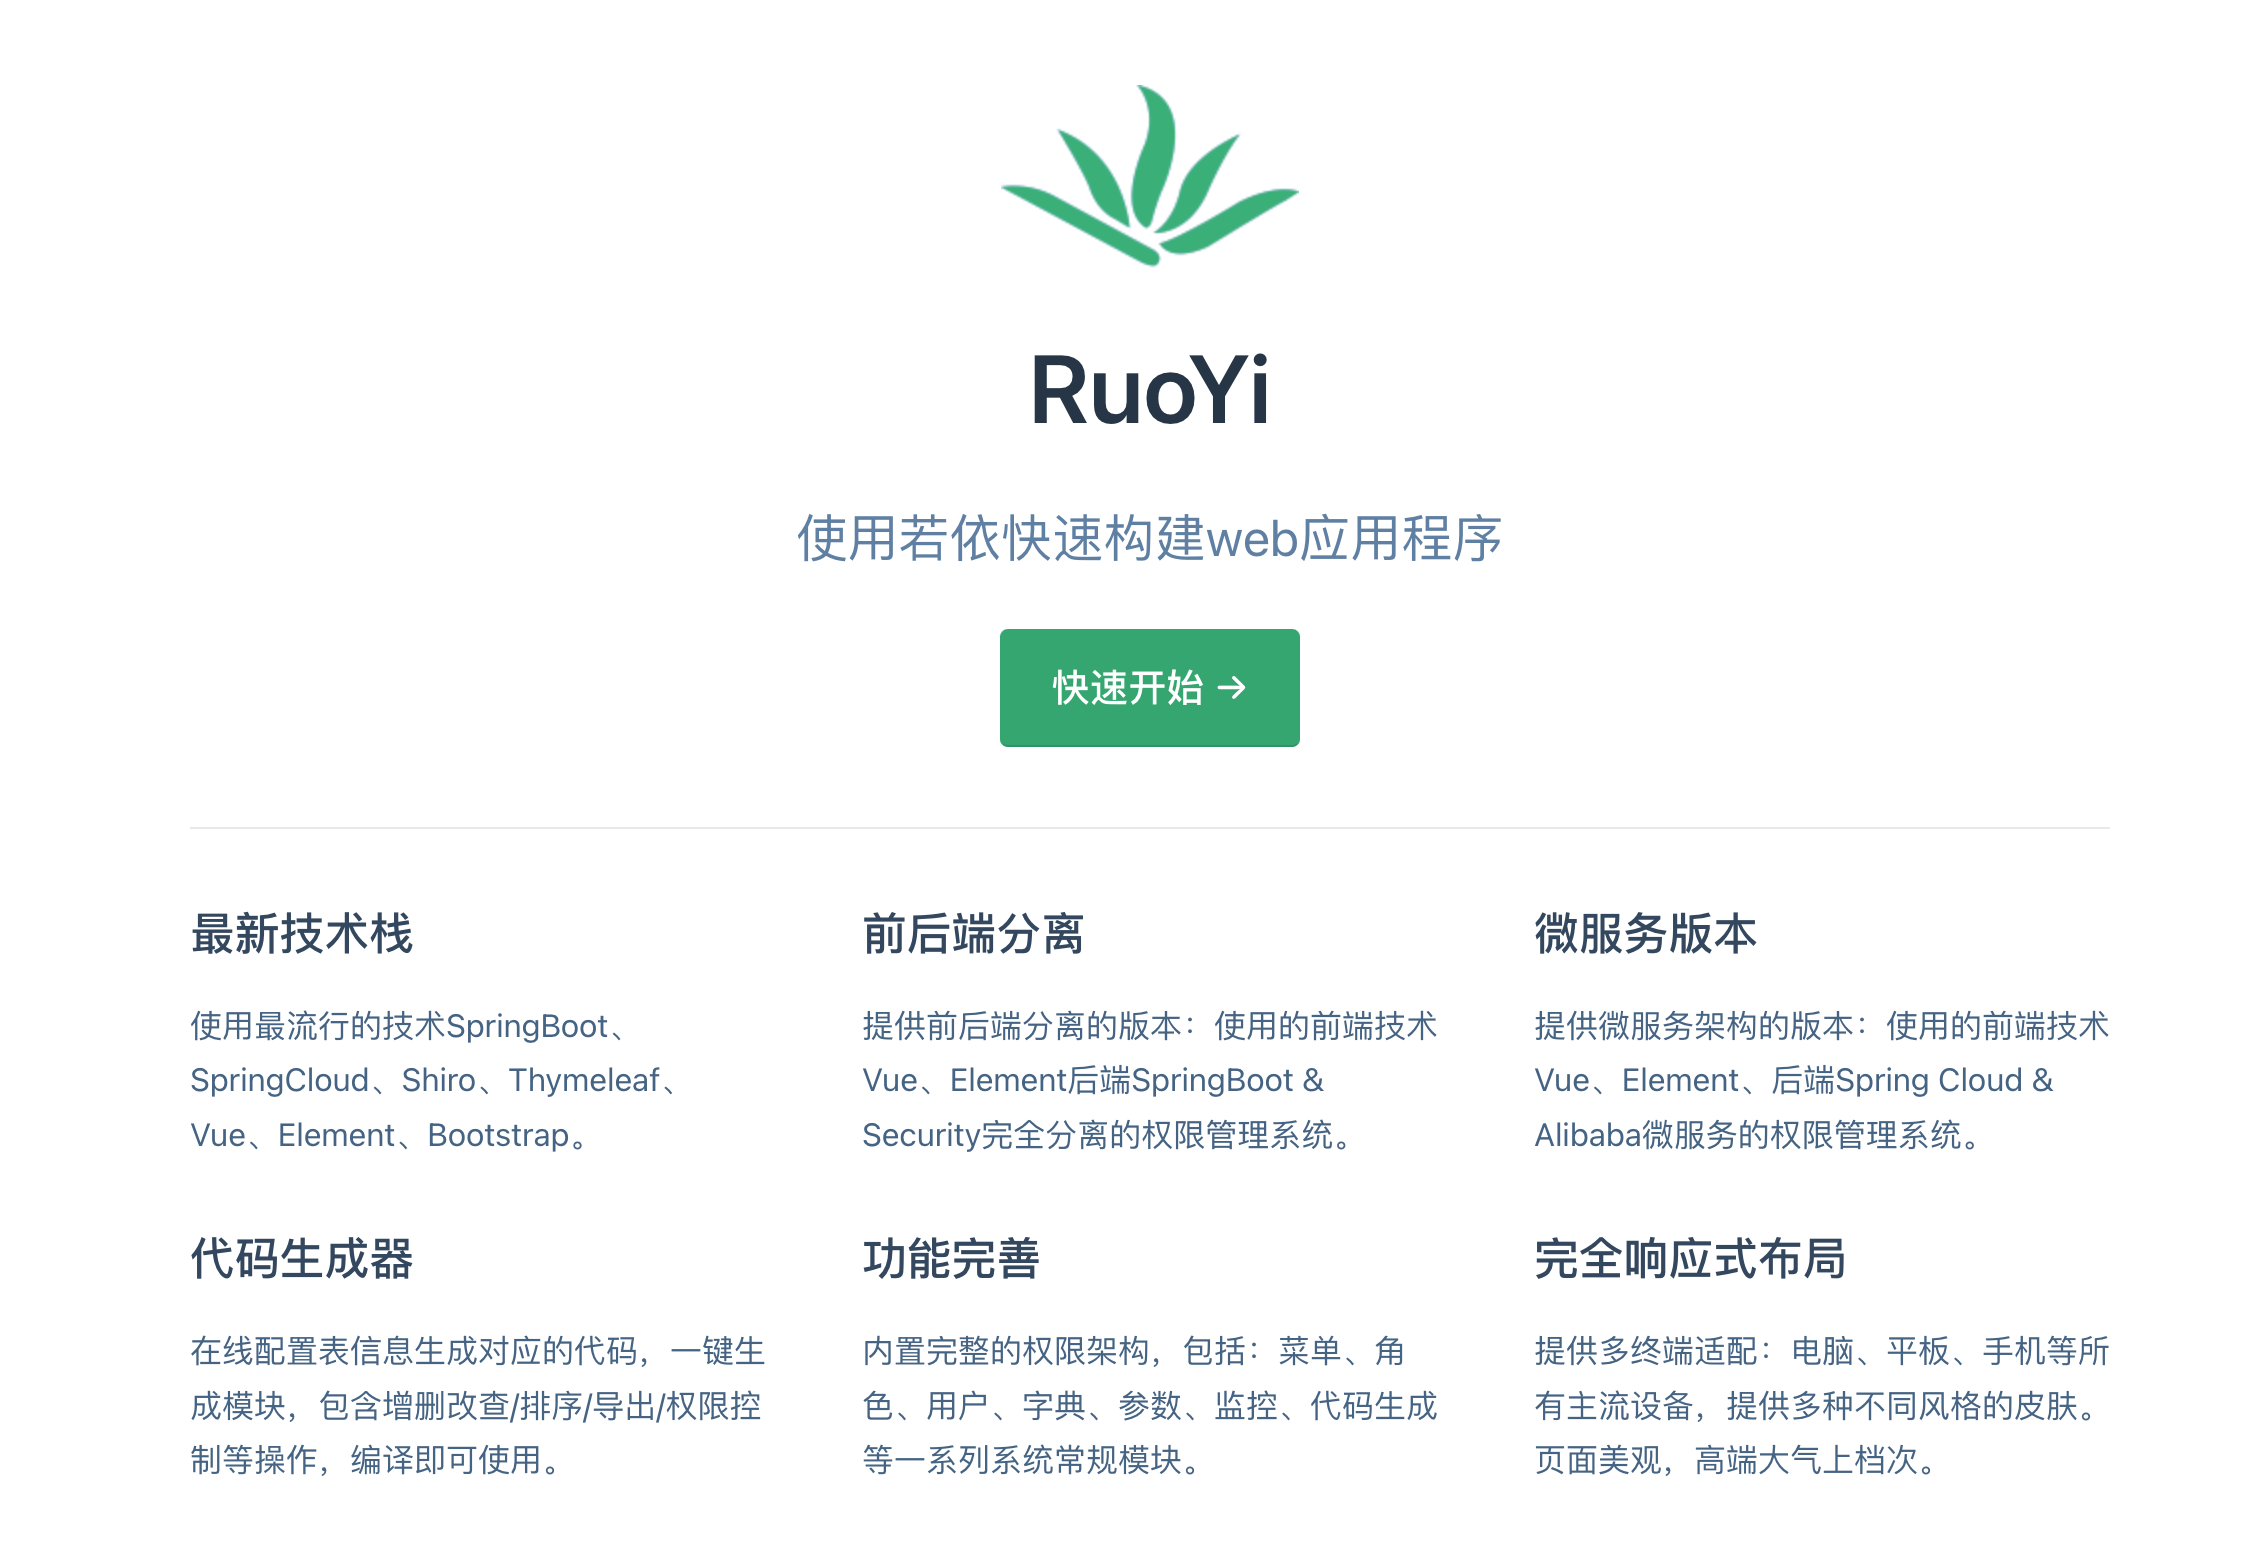 RuoYi
使用若依快速构建web应用程序
快速开始 →
最新技术栈
使用最流行的技术SpringBoot、
SpringCloud、Shiro、Thymeleaf、
Vue、Element、Bootstrap。
前后端分离
提供前后端分离的版本：使用的前端技术
Vue、Element后端SpringBoot &
Security完全分离的权限管理系统。
微服务版本
提供微服务架构的版本：使用的前端技术
Vue、Element、后端Spring Cloud &
Alibaba微服务的权限管理系统。
代码生成器
在线配置表信息生成对应的代码，一键生
成模块，包含增删改查/排序/导出/权限控
制等操作，编译即可使用。
功能完善
内置完整的权限架构，包括：菜单、角
色、用户、字典、参数、监控、代码生成
等一系列系统常规模块。
完全响应式布局
提供多终端适配：电脑、平板、手机等所
有主流设备，提供多种不同风格的皮肤。
页面美观，高端大气上档次。